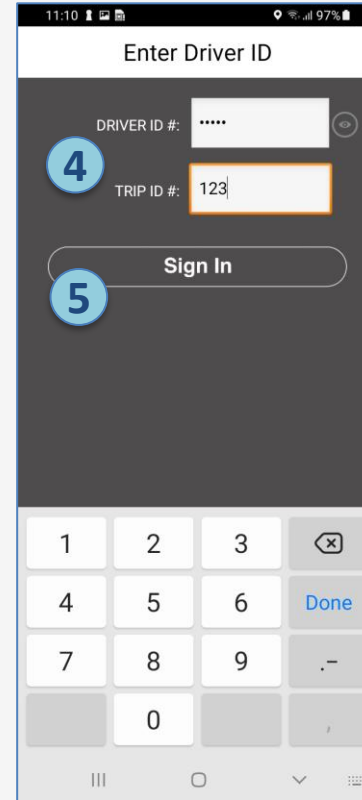 11:10 97%
Enter Driver ID
DRIVER ID #: •••••
4
TRIP ID #: 123
Sign In
5
1 2 3
4 5 6 Done
7 8 9 .-
0 ,